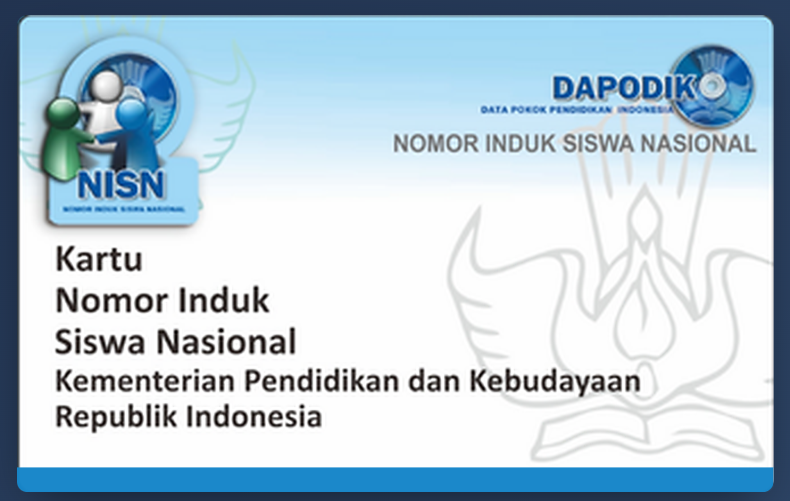 DAPODIK
DATA POKOK PENDIDIKAN INDONESIA
NOMOR INDUK SISWA NASIONAL
NISN
NOMOR INDUK SISWA NASIONAL
Kartu
Nomor Induk
Siswa Nasional
Kementerian Pendidikan dan Kebudayaan
Republik Indonesia